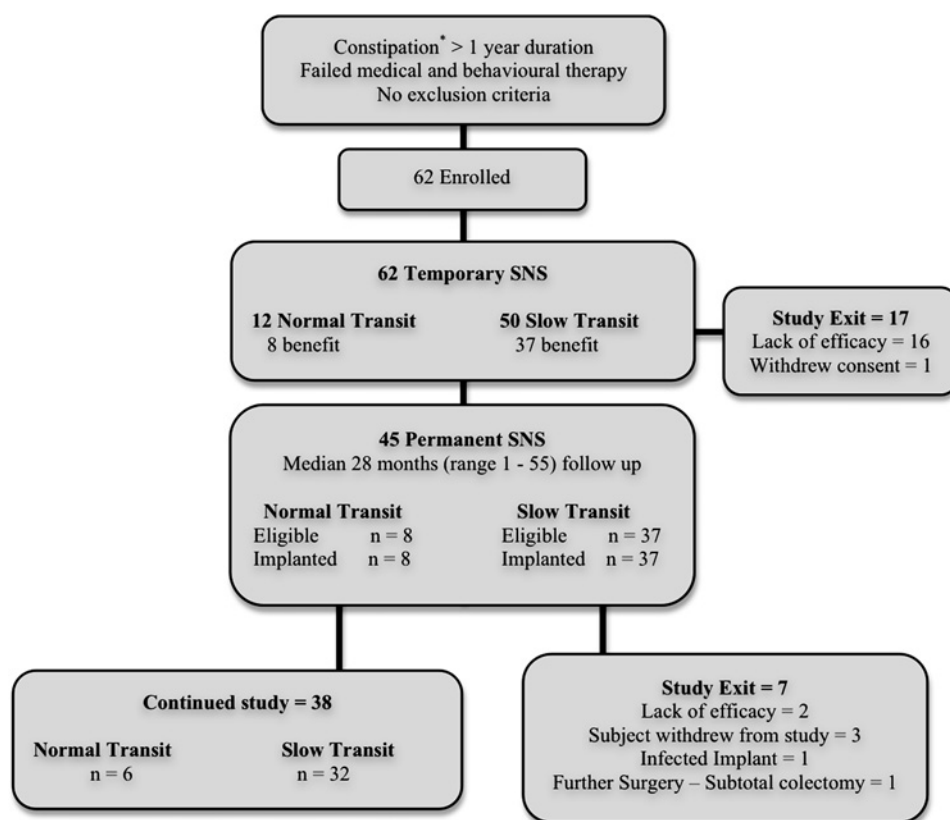 Constipation* > 1 year duration
Failed medical and behavioural therapy
No exclusion criteria
62 Enrolled
62 Temporary SNS
12 Normal Transit 50 Slow Transit
8 benefit 37 benefit
Study Exit = 17
Lack of efficacy = 16
Withdrew consent = 1
45 Permanent SNS
Median 28 months (range 1 - 55) follow up
Normal Transit Slow Transit
Eligible n = 8 Eligible n = 37
Implanted n = 8 Implanted n = 37
Continued study = 38
Normal Transit Slow Transit
n = 6 n = 32
Study Exit = 7
Lack of efficacy = 2
Subject withdrew from study = 3
Infected Implant = 1
Further Surgery – Subtotal colectomy = 1